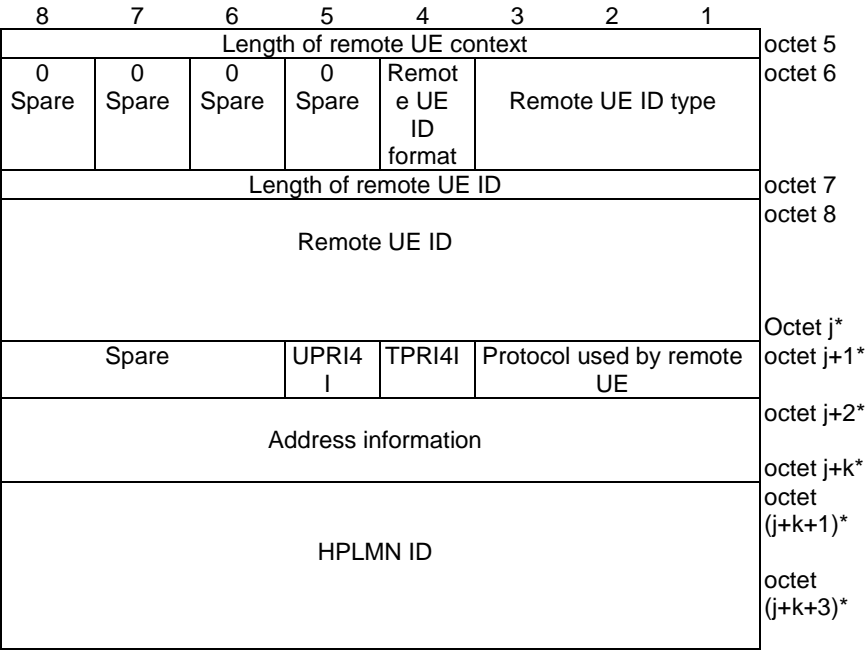 8 7 6 5 4 3 2 1
Length of remote UE context octet 5
0 0 0 0 Remot octet 6
Spare Spare Spare Spare e UE Remote UE ID type
ID
format
Length of remote UE ID octet 7
octet 8
Remote UE ID
Octet j*
Spare UPRI4 TPRI4I Protocol used by remote octet j+1*
I UE
octet j+2*
Address information
octet j+k*
octet
(j+k+1)*
HPLMN ID
octet
(j+k+3)*